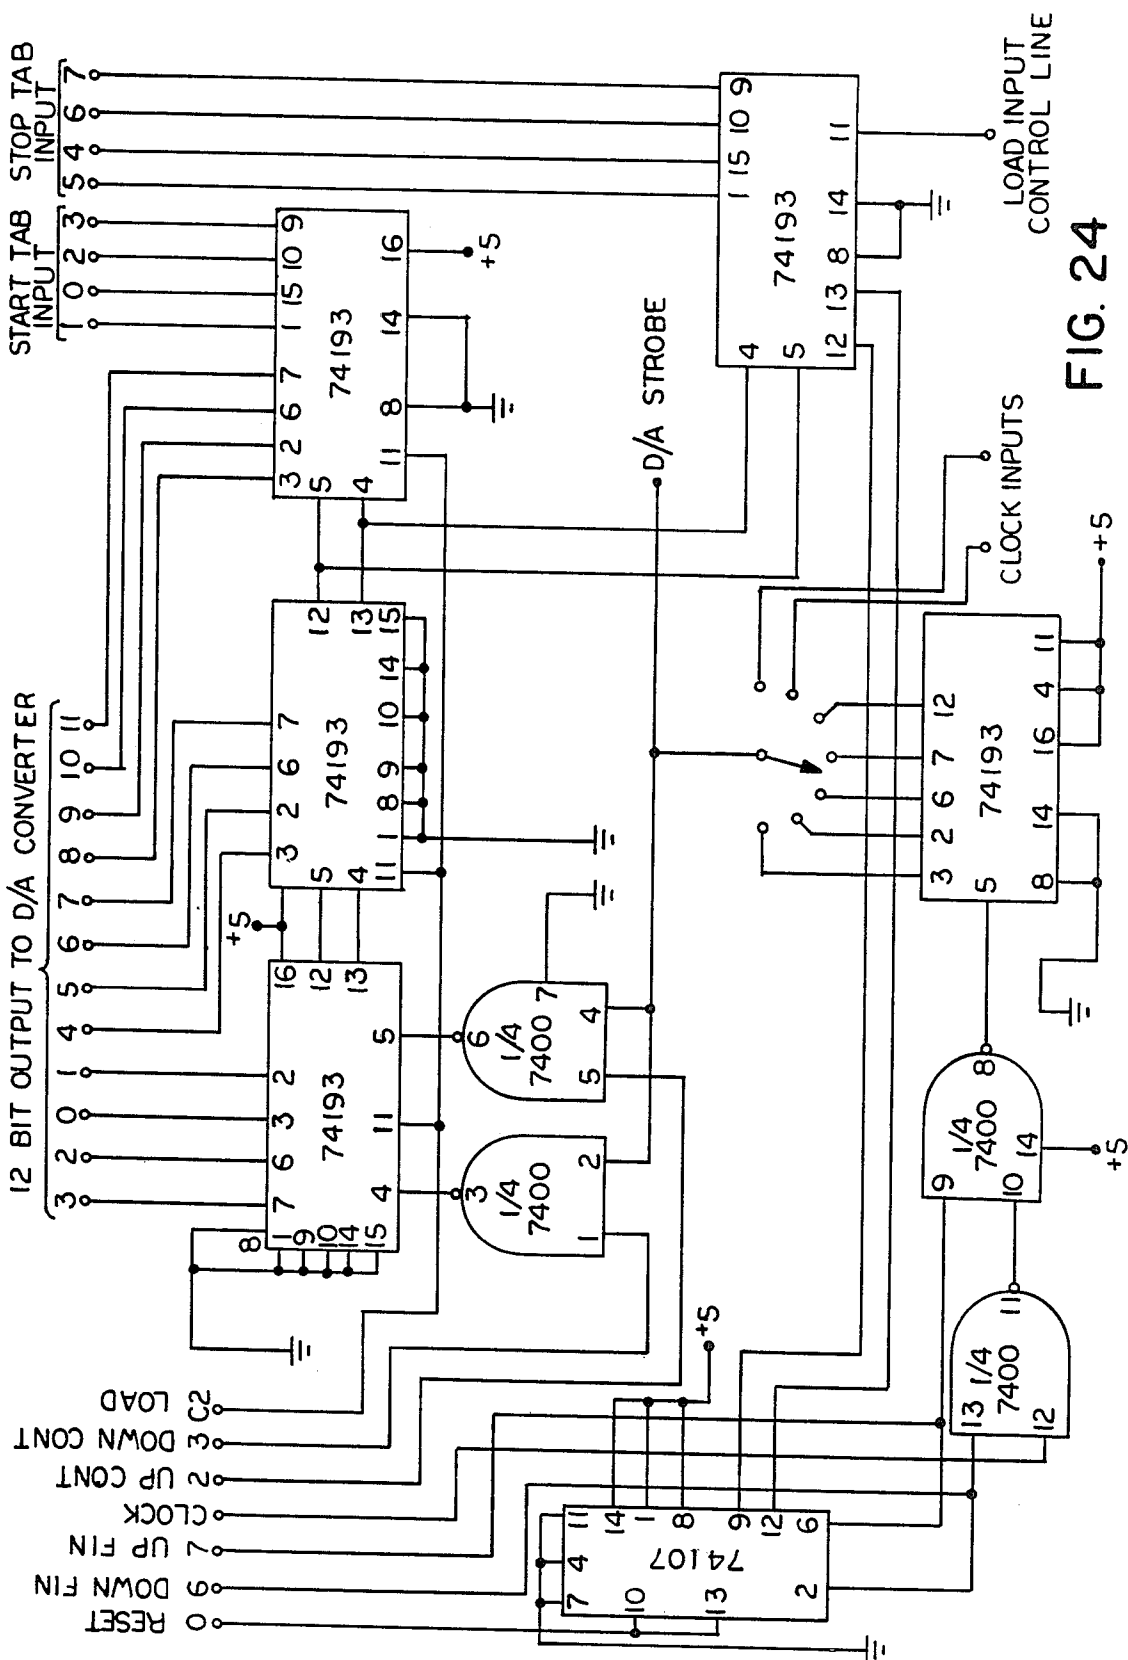 12 BIT OUTPUT TO D/A CONVERTER
3 2 0 1 4 5 6 7 8 9 10 11
START TAB
INPUT
1 0 2 3
STOP TAB
INPUT
5 4 6 7
8 1 9 10 14 15
7 6 3 2
16 12 13
74193
4 11 5
+5
3 2 6 7
5 4
12 13
74193
11 1 8 9 10 14 15
3 2 6 7 1 15 10 9
5 4
74193
11 8 14 16
+5
3
1/4
7400
1 2
6
1/4
7400
7
5 4
D/A STROBE
1 15 10 9
4 5
74193
12 13 8 14 11
LOAD INPUT
CONTROL LINE
CLOCK INPUTS
LOAD C2
DOWN CONT 3
UP CONT 2
CLOCK
UP FIN 7
DOWN FIN 6
RESET 0
7 4 11
14 1 8 9 12 6
10 13 2
74107
+5
13 1/4
7400
12 11
9 1/4
7400
10 14 8
+5
3 2 6 7 12
5
74193
8 14 16 4 11
+5
FIG. 24